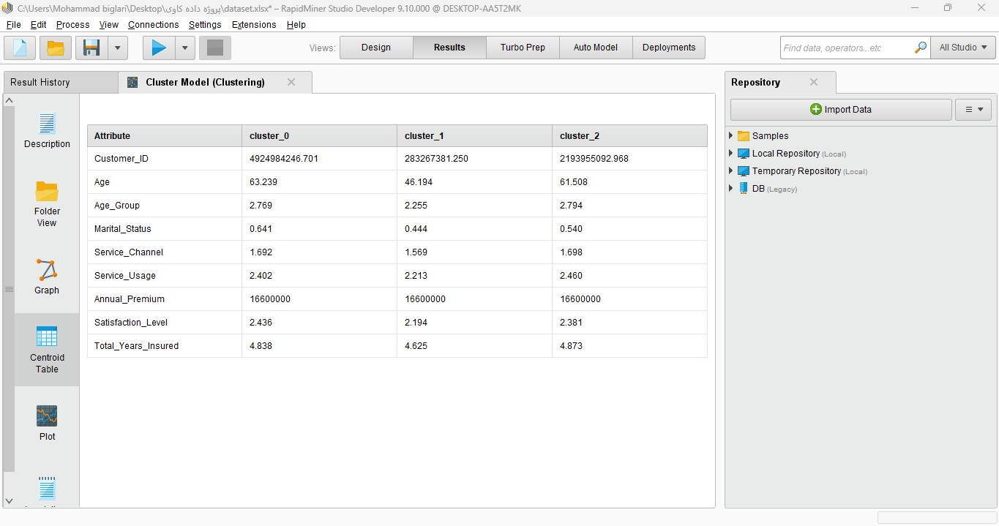 C:\Users\Mohammad biglari\Desktop\پروژه داده کاوی\dataset.xlsx* – RapidMiner Studio Developer 9.10.000 @ DESKTOP-AA5T2MK
File Edit Process View Connections Settings Extensions Help
Views: Design Results Turbo Prep Auto Model Deployments Find data, operators...etc All Studio
Result History Cluster Model (Clustering) Repository
Description
Folder View
Graph
Centroid Table
Plot
Attribute cluster_0 cluster_1 cluster_2
Customer_ID 4924984246.701 283267381.250 2193955092.968
Age 63.239 46.194 61.508
Age_Group 2.769 2.255 2.794
Marital_Status 0.641 0.444 0.540
Service_Channel 1.692 1.569 1.698
Service_Usage 2.402 2.213 2.460
Annual_Premium 16600000 16600000 16600000
Satisfaction_Level 2.436 2.194 2.381
Total_Years_Insured 4.838 4.625 4.873
Import Data
Samples
Local Repository (Local)
Temporary Repository (Local)
DB (Legacy)